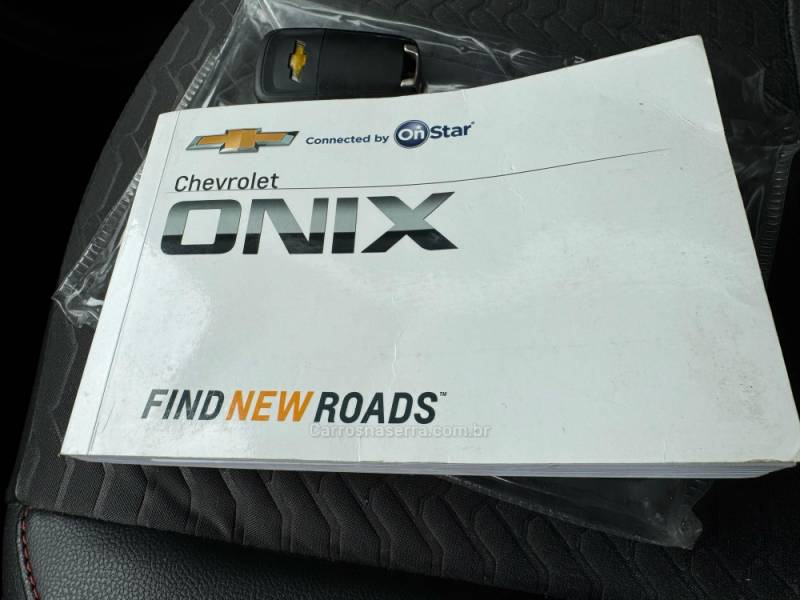 Connected by OnStar®
Chevrolet
ONIX
FIND NEW ROADS™
Carrosnaserra.com.br